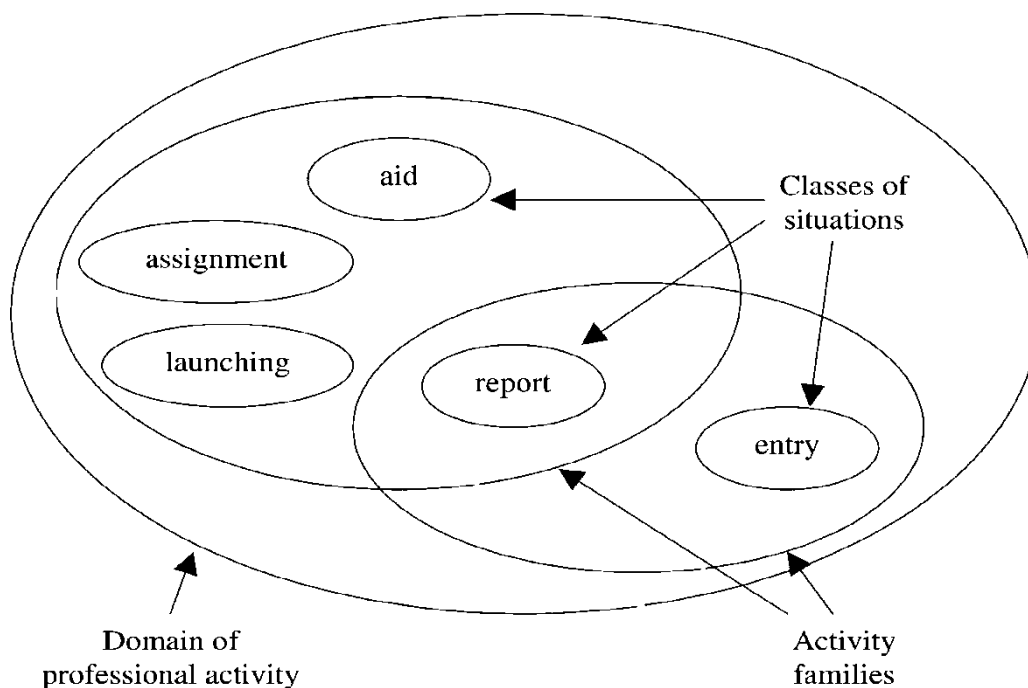 aid
Classes of
situations
assignment
launching
report
entry
Domain of
professional activity
Activity
families